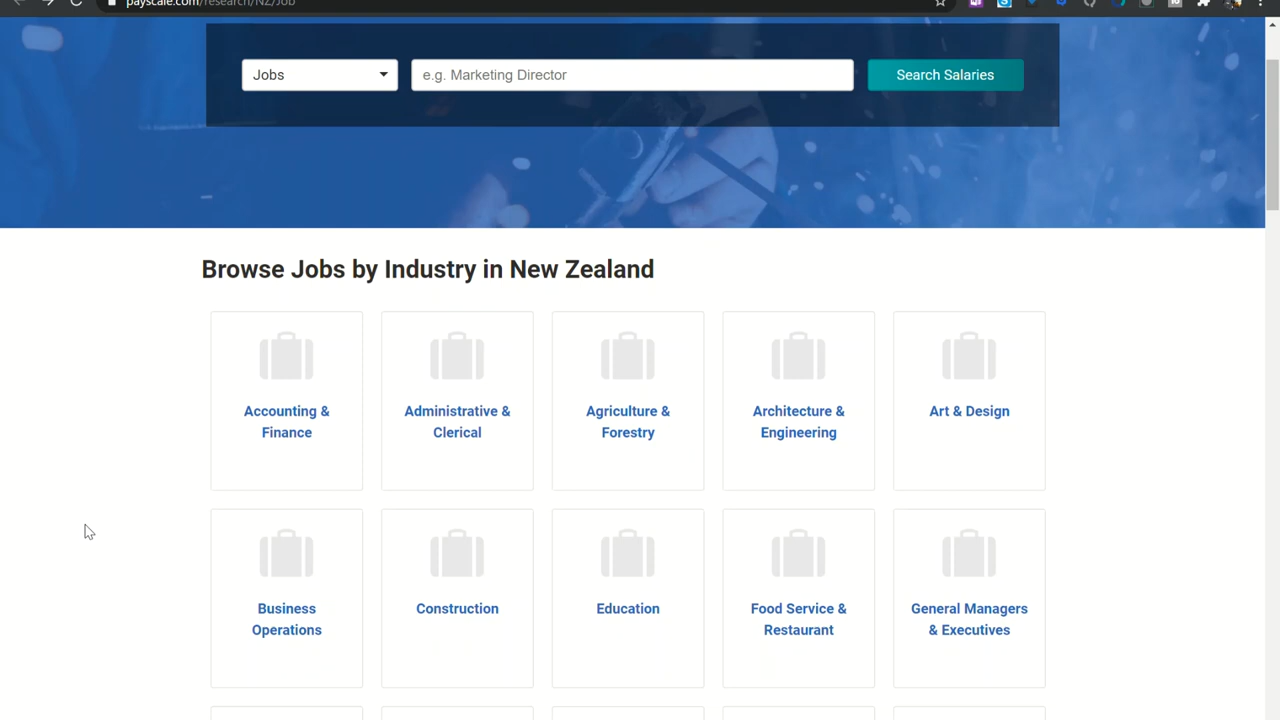 payscale.com/research/NZ/Job
Jobs
e.g. Marketing Director
Search Salaries
Browse Jobs by Industry in New Zealand
Accounting &
Finance
Administrative &
Clerical
Agriculture &
Forestry
Architecture &
Engineering
Art & Design
Business
Operations
Construction
Education
Food Service &
Restaurant
General Managers
& Executives